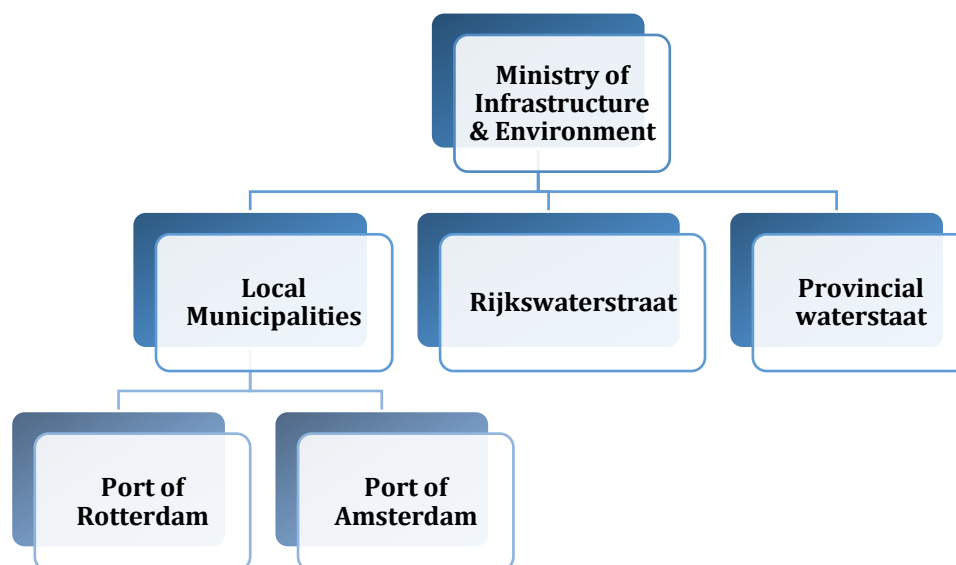 Ministry of
Infrastructure
& Environment
Local
Municipalities
Rijkswaterstraat
Provincial
waterstaat
Port of
Rotterdam
Port of
Amsterdam